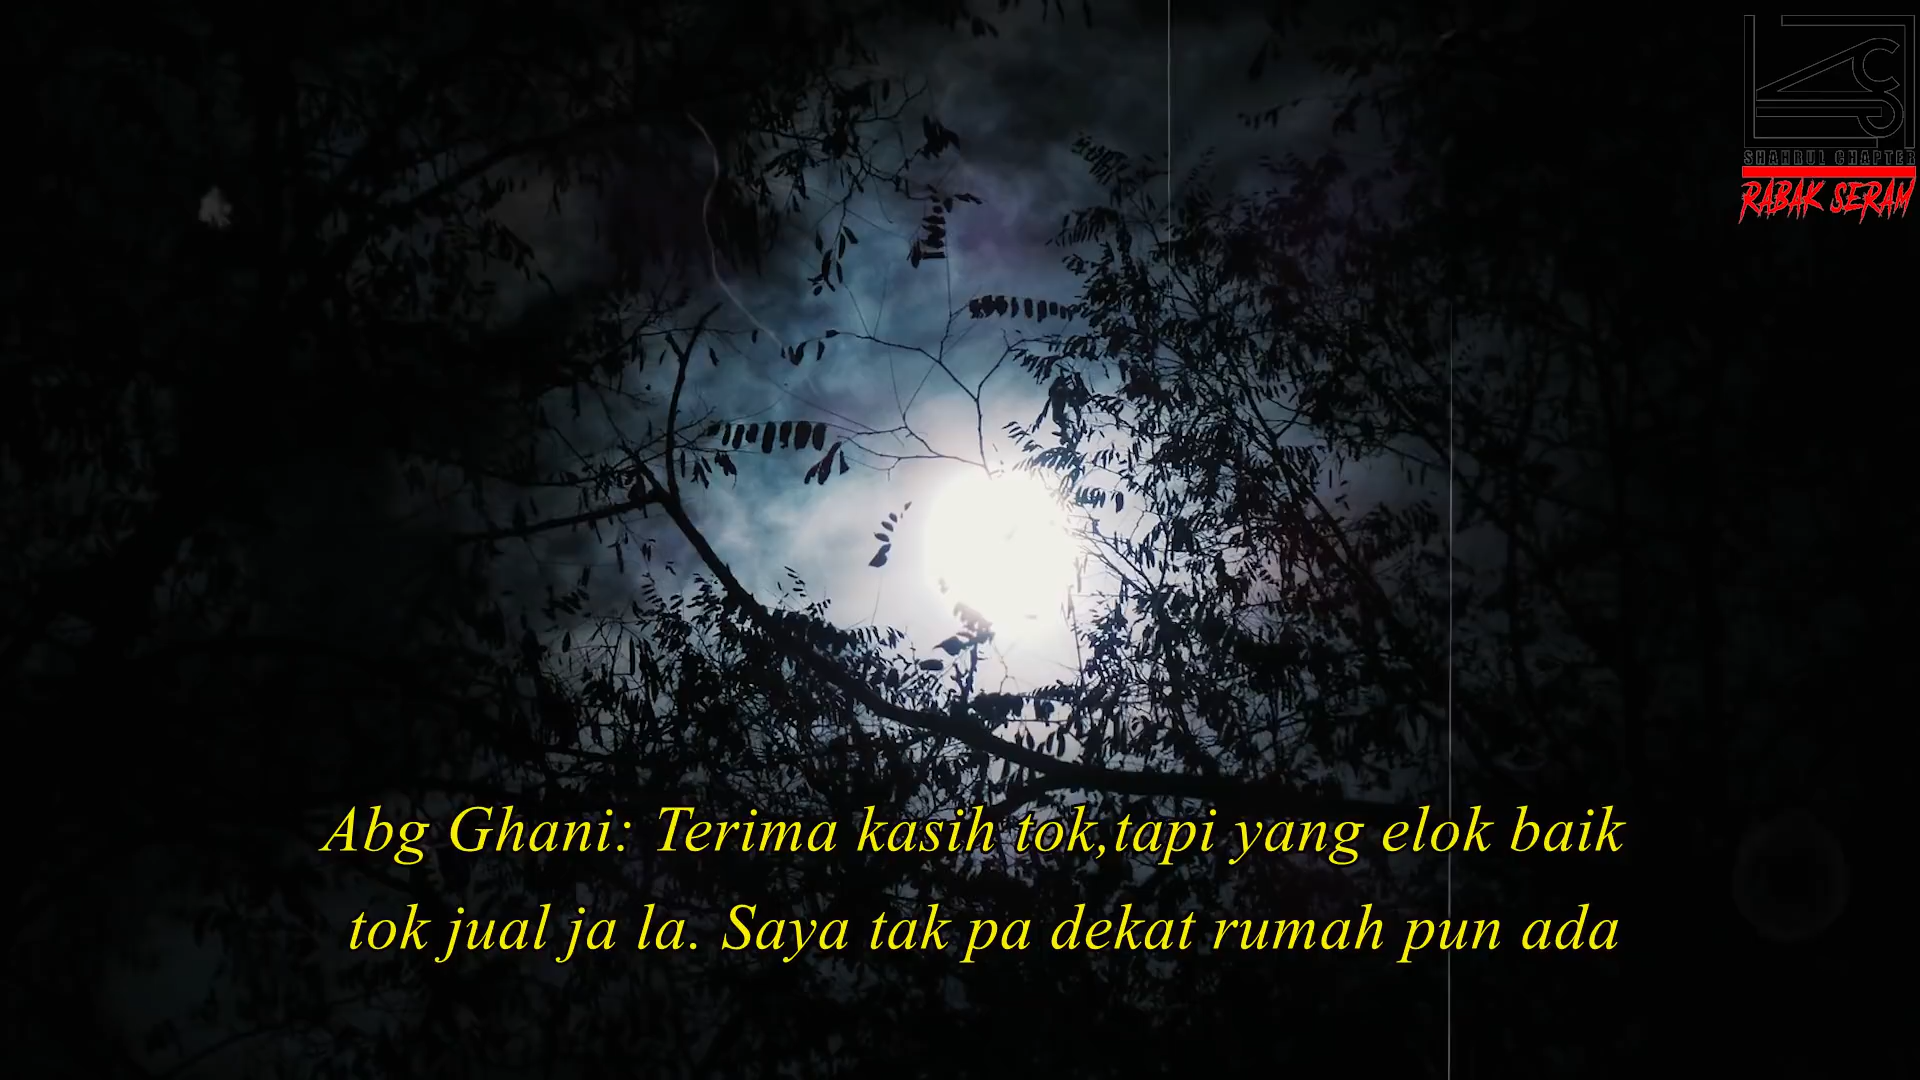 SHAHRUL CHAPTER
RABAK SERAM
Abg Ghani: Terima kasih tok,tapi yang elok baik
tok jual ja la. Saya tak pa dekat rumah pun ada